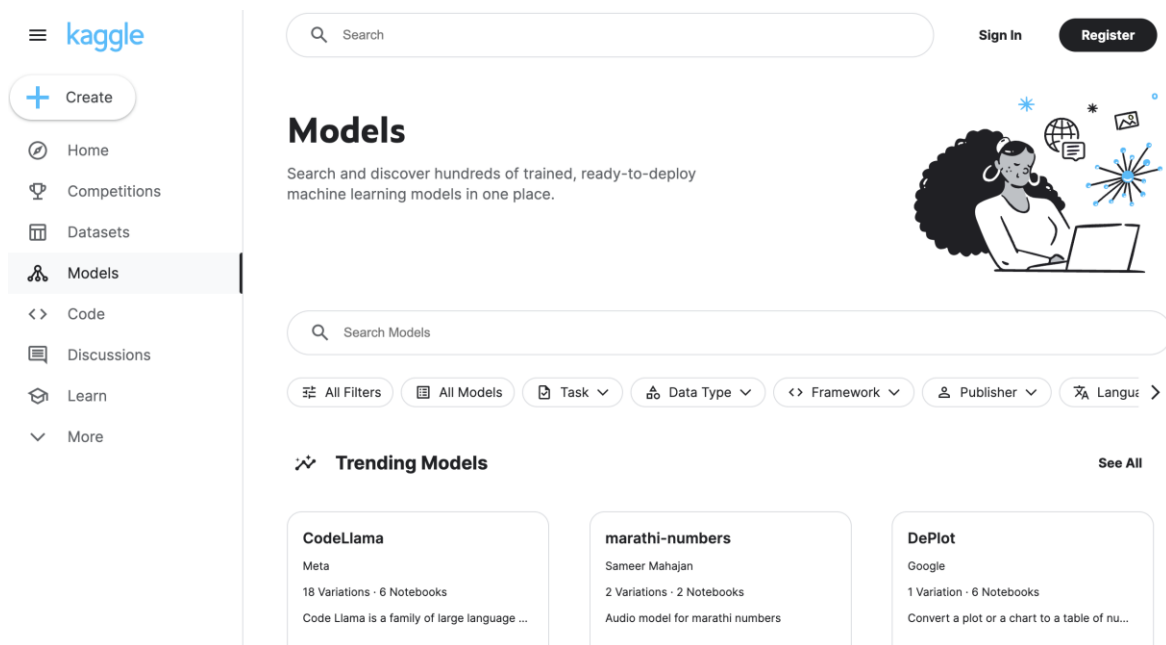 kaggle
Search
Sign In
Register
Create
Home
Competitions
Datasets
Models
Code
Discussions
Learn
More
Models
Search and discover hundreds of trained, ready-to-deploy
machine learning models in one place.
Search Models
All Filters
All Models
Task
Data Type
Framework
Publisher
Langua
Trending Models
See All
CodeLlama
Meta
18 Variations · 6 Notebooks
Code Llama is a family of large language ...
marathi-numbers
Sameer Mahajan
2 Variations · 2 Notebooks
Audio model for marathi numbers
DePlot
Google
1 Variation · 6 Notebooks
Convert a plot or a chart to a table of nu...